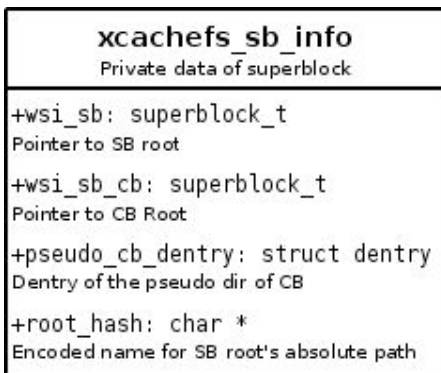 xcachefs_sb_info
Private data of superblock
+wsi_sb: superblock_t
Pointer to SB root
+wsi_sb_cb: superblock_t
Pointer to CB Root
+pseudo_cb_dentry: struct dentry
Dentry of the pseudo dir of CB
+root_hash: char *
Encoded name for SB root's absolute path